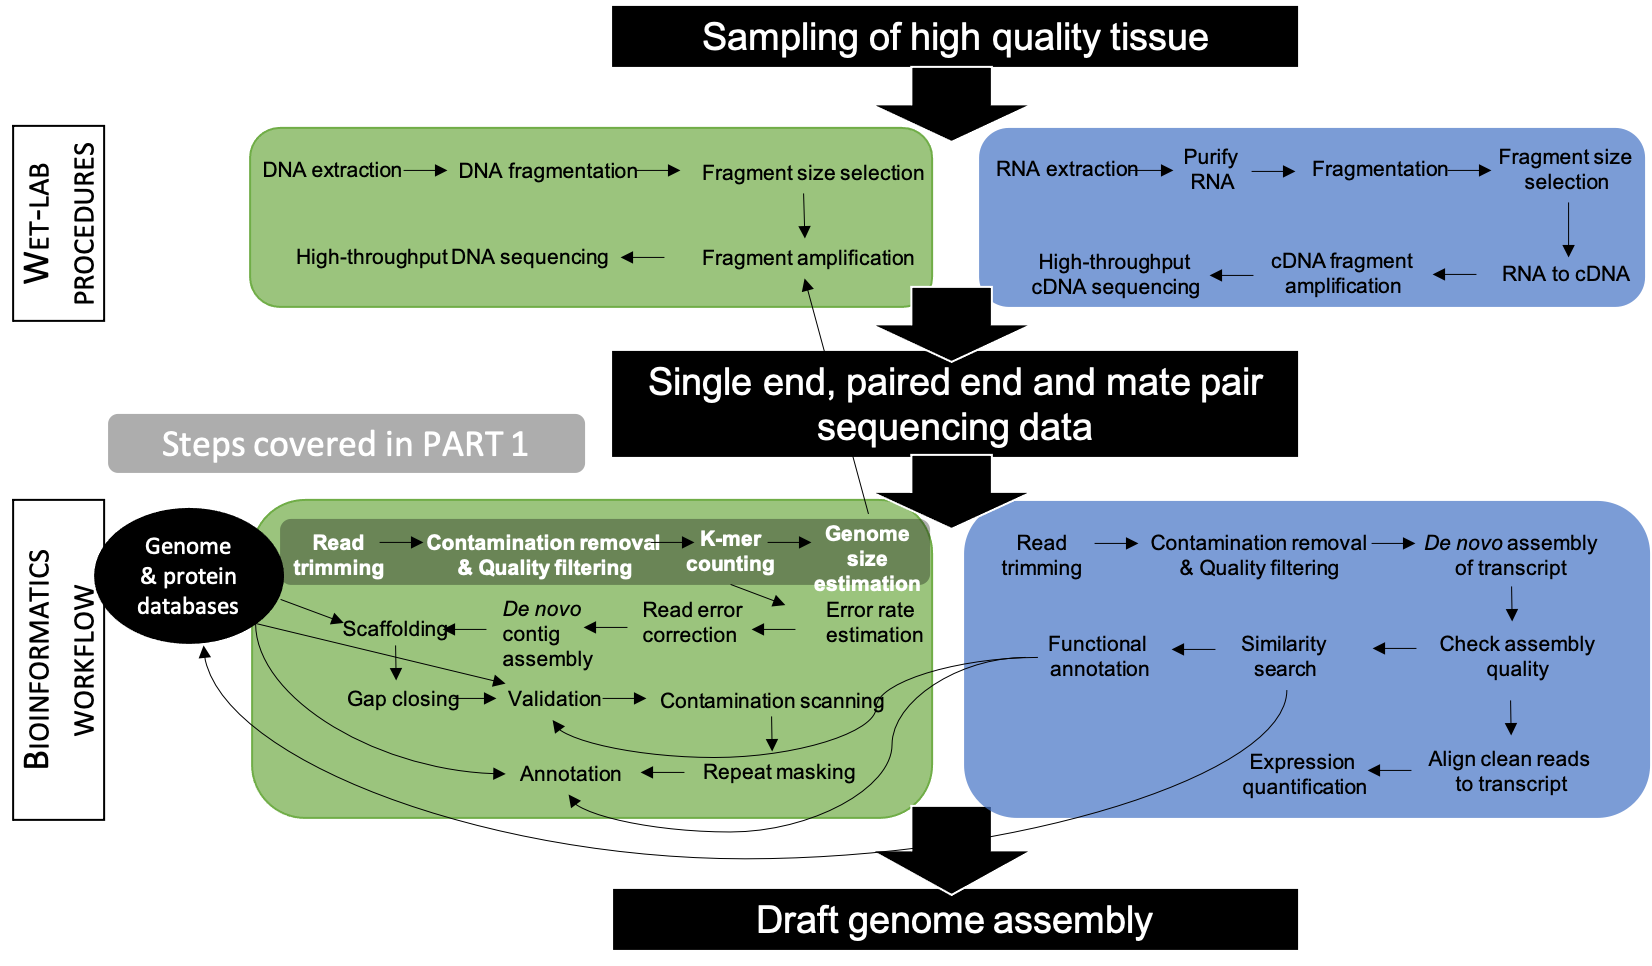 Sampling of high quality tissue
WET-LAB
PROCEDURES
DNA extraction
DNA fragmentation
Fragment size selection
High-throughput DNA sequencing
Fragment amplification
RNA extraction
Purify
RNA
Fragmentation
Fragment size
selection
High-throughput
cDNA sequencing
cDNA fragment
amplification
RNA to cDNA
Single end, paired end and mate pair
sequencing data
Steps covered in PART 1
BIOINFORMATICS
WORKFLOW
Genome
& protein
databases
Read
trimming
Contamination removal
& Quality filtering
K-mer
counting
Genome
size
estimation
Scaffolding
De novo
contig
assembly
Read error
correction
Error rate
estimation
Gap closing
Validation
Contamination scanning
Annotation
Repeat masking
Read
trimming
Contamination removal
& Quality filtering
De novo assembly
of transcript
Functional
annotation
Similarity
search
Check assembly
quality
Expression
quantification
Align clean reads
to transcript
Draft genome assembly